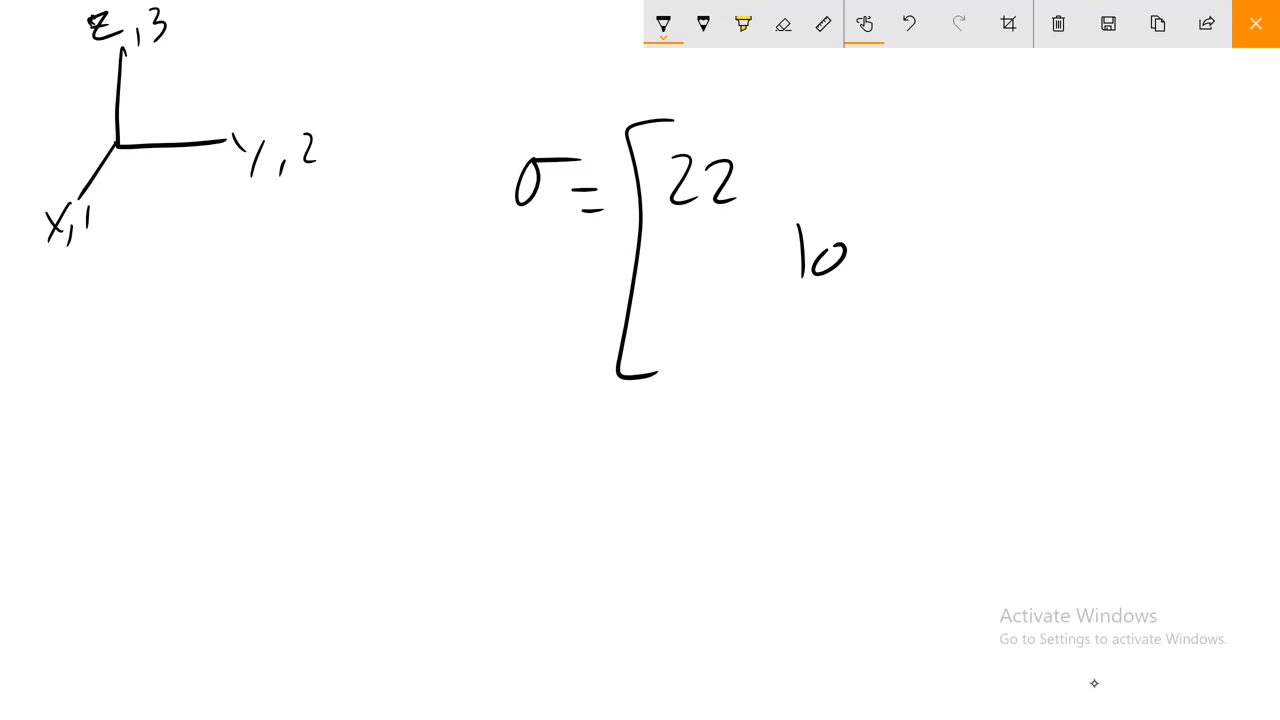 z,3
y,2
x,1
σ = [ 22
10
Activate Windows
Go to Settings to activate Windows.